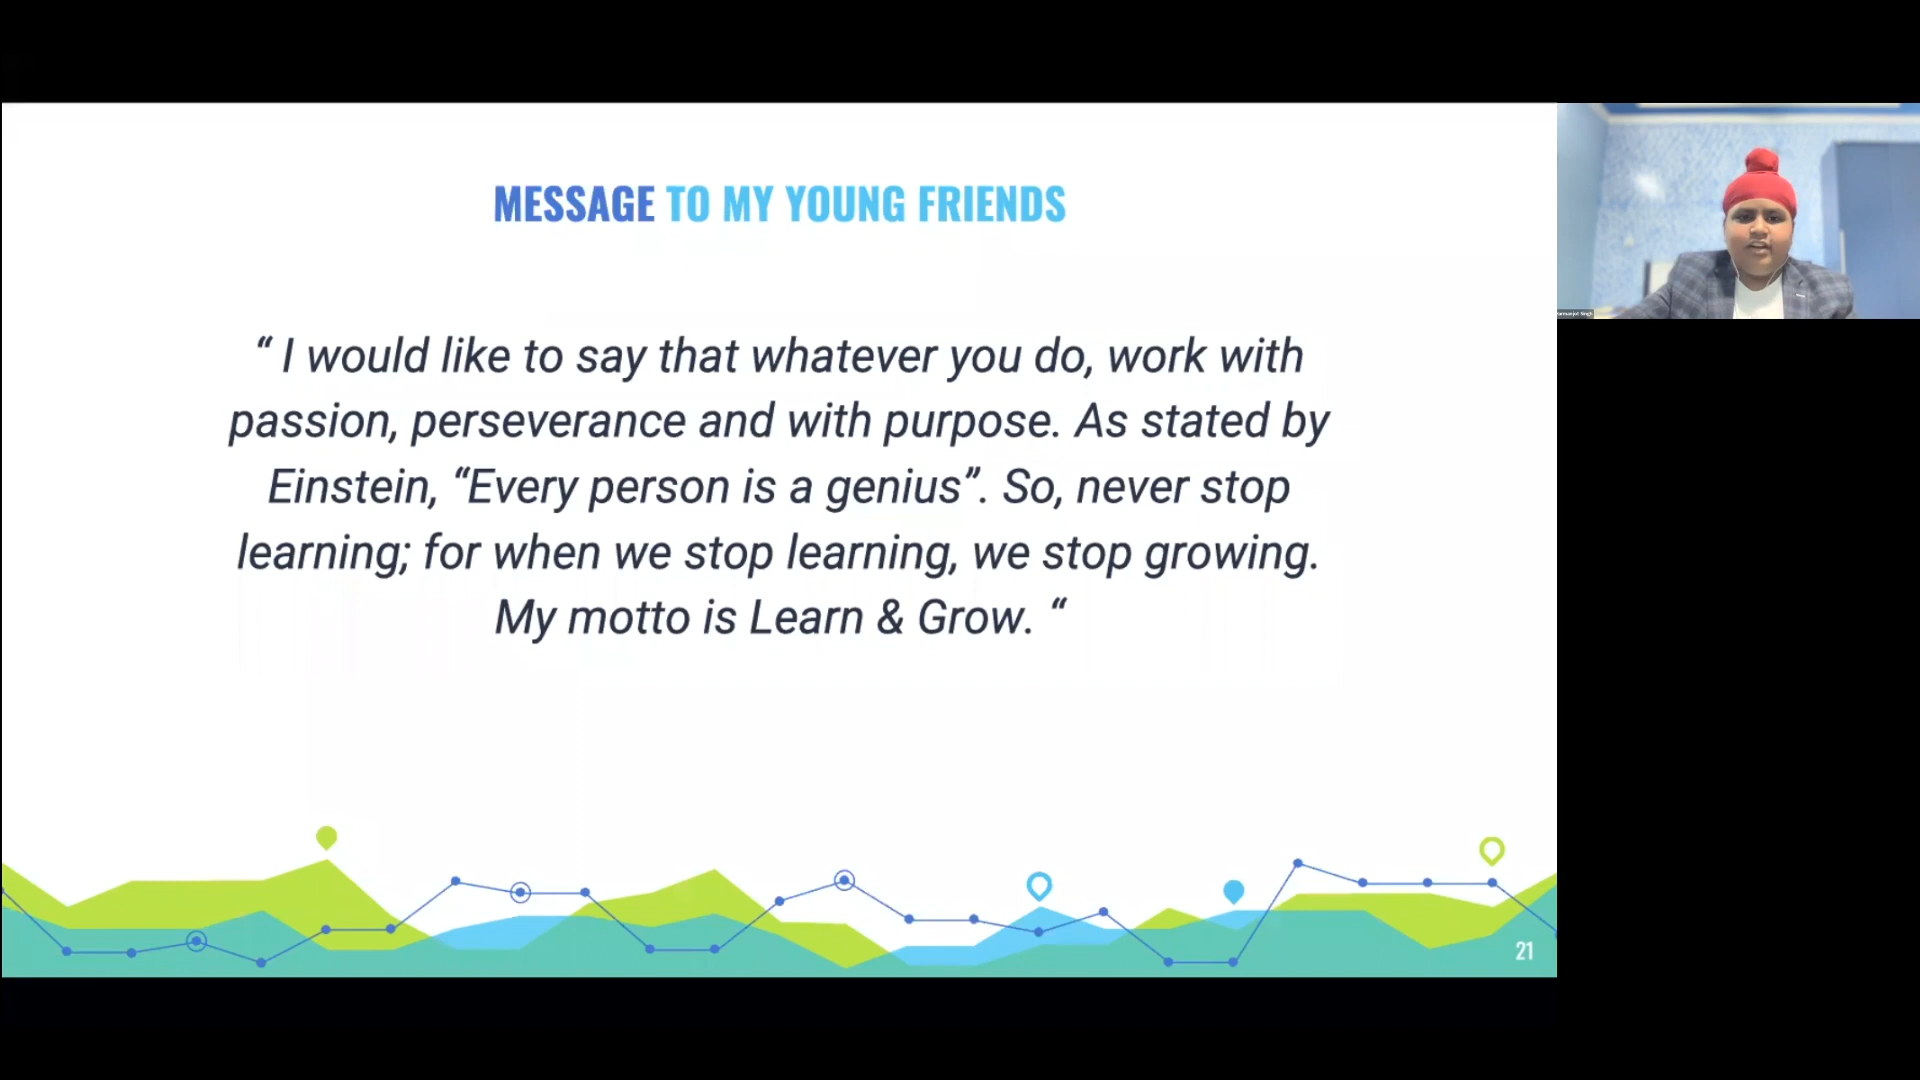 MESSAGE TO MY YOUNG FRIENDS
“ I would like to say that whatever you do, work with
passion, perseverance and with purpose. As stated by
Einstein, “Every person is a genius”. So, never stop
learning; for when we stop learning, we stop growing.
My motto is Learn & Grow. “
21
Singh